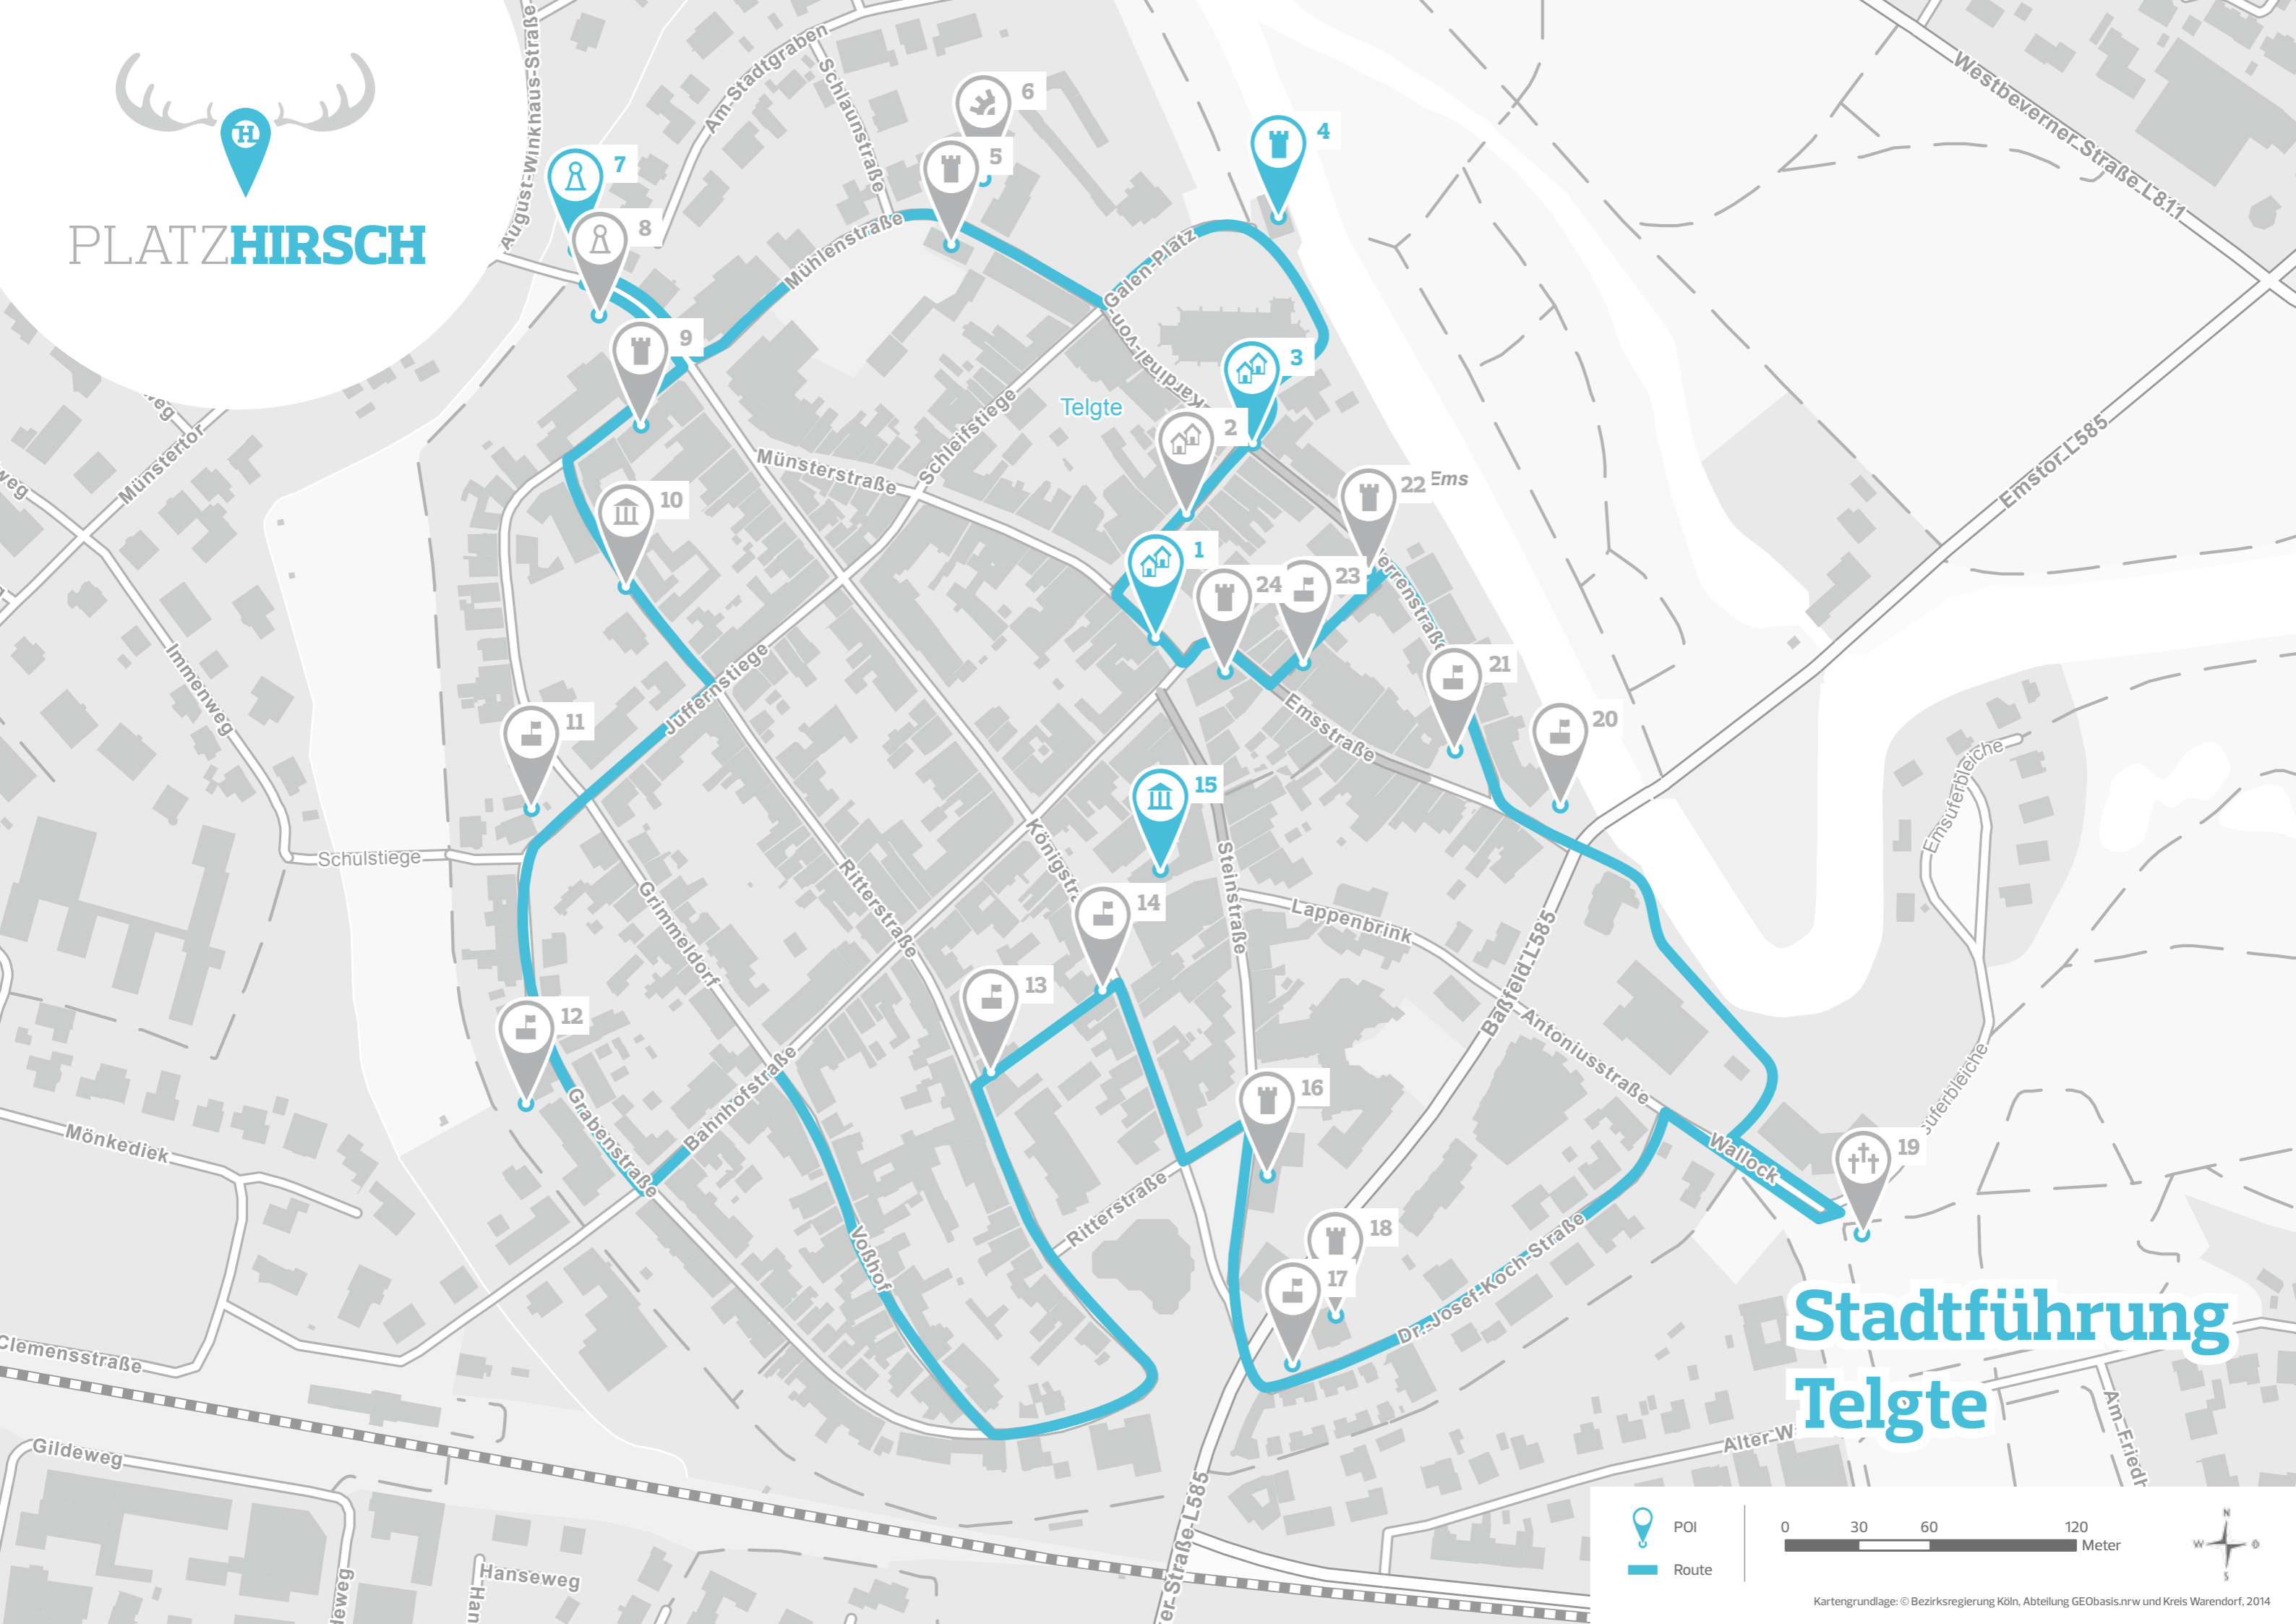 PLATZHIRSCH
August-Winkhaus-Straße
Am-Stadtgraben
Schlaunstraße
Westbeverner-Straße-L811
6
5
4
7
8
Mühlenstraße
Galen-Platz
Kardinal-von-
9
3
Telgte
2
Schleifstiege
Münstertor
Münsterstraße
Emstor-L585
22
Ems
10
1
24
23
Immenweg
Juffernstiege
21
Emsstraße
20
11
15
Emsuferbleiche
Schulstiege
Steinstraße
Ritterstraße
Grimmeldorf
14
Lappenbrink
Baßfeld-L585
13
12
Antoniusstraße
Grabenstraße
Bahnhofstraße
16
Mönkediek
Wallock
19
Ritterstraße
Voßhof
18
17
Dr.-Josef-Koch-Straße
Stadtführung
Telgte
Clemensstraße
Gildeweg
Hanseweg
POI
Route
0 30 60 120
Meter
N
W O
S
Kartengrundlage: © Bezirksregierung Köln, Abteilung GEObasis.nrw und Kreis Warendorf, 2014